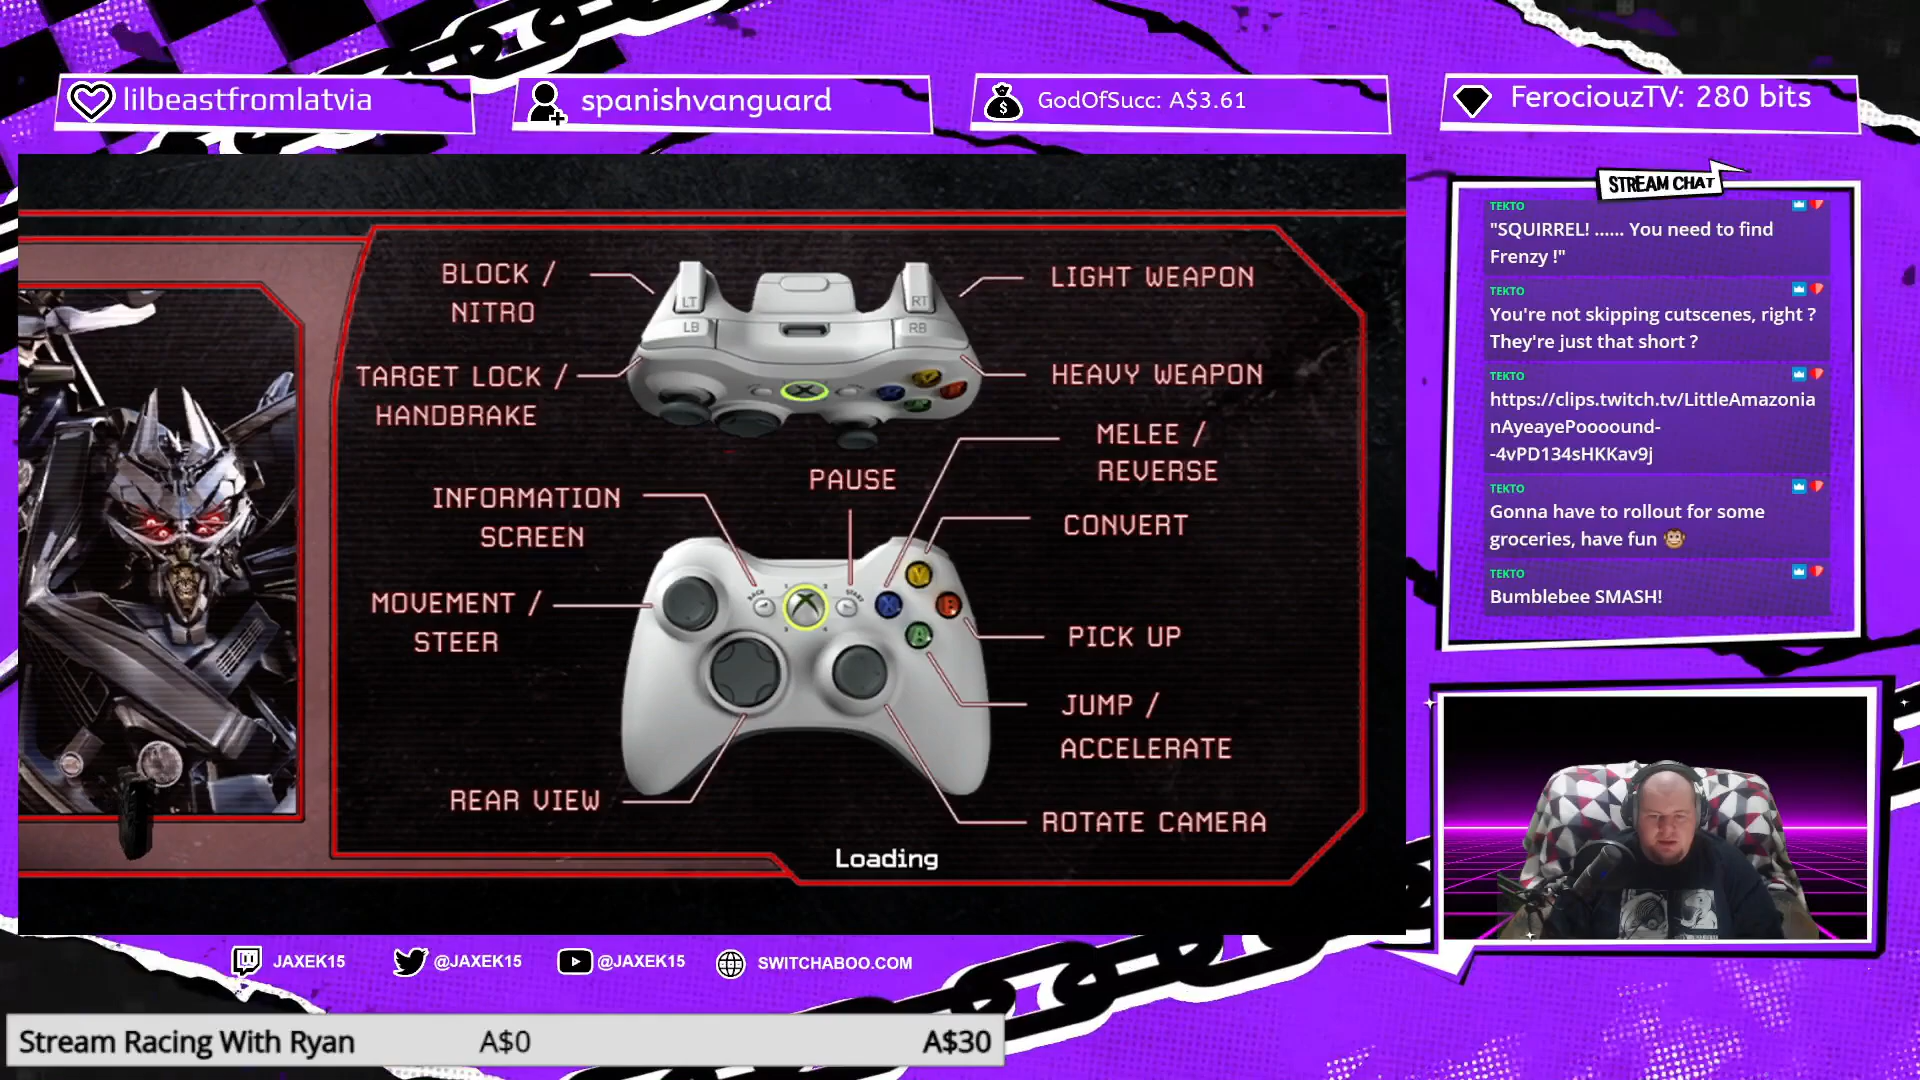 lilbeastfromlatvia
spanishvanguard
GodOfSucc: A$3.61
FerociouzTV: 280 bits
BLOCK /
NITRO
TARGET LOCK /
HANDBRAKE
INFORMATION
SCREEN
MOVEMENT /
STEER
REAR VIEW
PAUSE
LIGHT WEAPON
HEAVY WEAPON
MELEE /
REVERSE
CONVERT
PICK UP
JUMP /
ACCELERATE
ROTATE CAMERA
LT
RT
LB
RB
BACK
START
Y
X
B
A
Loading
STREAM CHAT
TEKTO
"SQUIRREL! ...... You need to find
Frenzy !"
TEKTO
You're not skipping cutscenes, right ?
They're just that short ?
TEKTO
https://clips.twitch.tv/LittleAmazonia
nAyeayePoooound-
-4vPD134sHKKav9j
TEKTO
Gonna have to rollout for some
groceries, have fun 🐵
TEKTO
Bumblebee SMASH!
JAXEK15
@JAXEK15
@JAXEK15
SWITCHABOO.COM
Stream Racing With Ryan
A$0
A$30